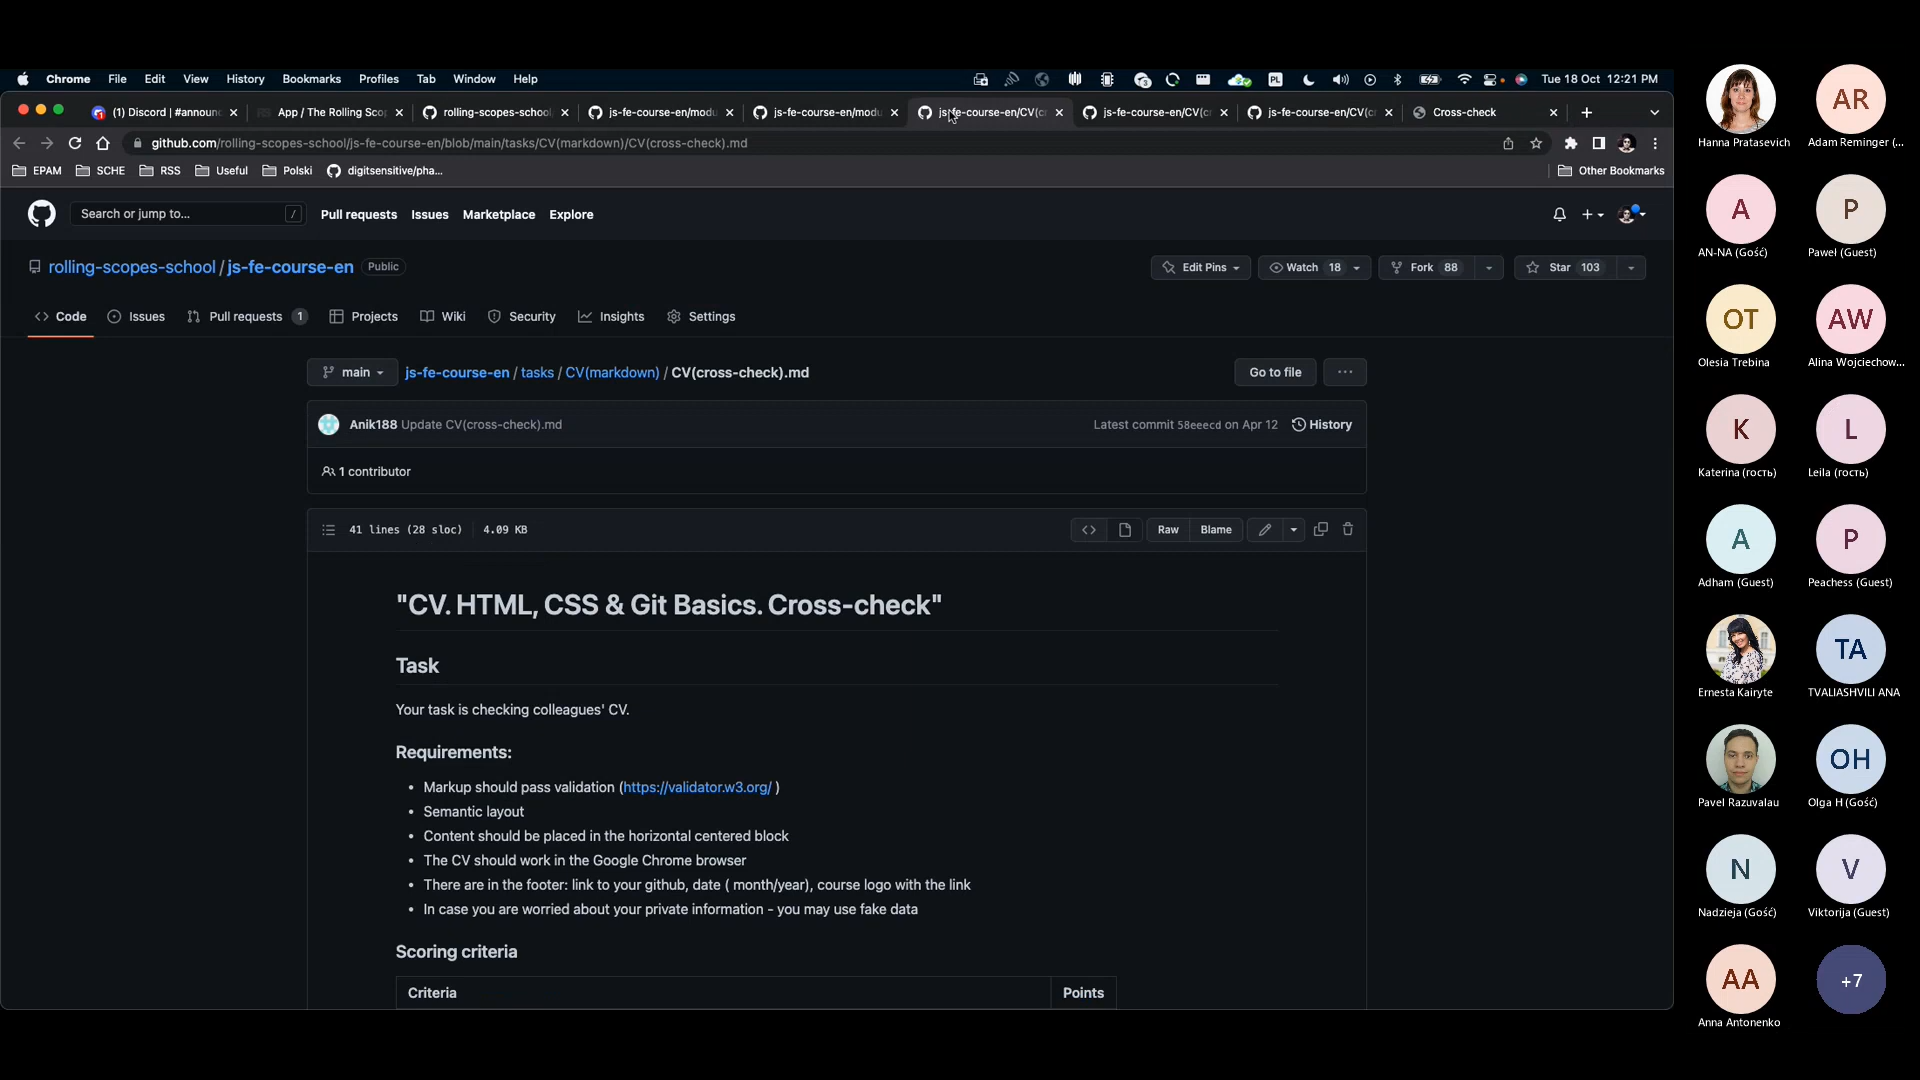 Chrome File Edit View History Bookmarks Profiles Tab Window Help
PL Tue 18 Oct 12:21 PM
(1) Discord | #announ
App / The Rolling Sco
rolling-scopes-school
js-fe-course-en/modu
js-fe-course-en/modu
js-fe-course-en/CV(c
js-fe-course-en/CV(c
js-fe-course-en/CV(c
Cross-check
github.com/rolling-scopes-school/js-fe-course-en/blob/main/tasks/CV(markdown)/CV(cross-check).md
EPAM SCHE RSS Useful Polski digitsensitive/pha... Other Bookmarks
Search or jump to... / Pull requests Issues Marketplace Explore
rolling-scopes-school / js-fe-course-en Public
Edit Pins Watch 18 Fork 88 Star 103
Code Issues Pull requests 1 Projects Wiki Security Insights Settings
main js-fe-course-en / tasks / CV(markdown) / CV(cross-check).md Go to file ...
Anik188 Update CV(cross-check).md Latest commit 58eeecd on Apr 12 History
1 contributor
41 lines (28 sloc) 4.09 KB Raw Blame
"CV. HTML, CSS & Git Basics. Cross-check"
Task
Your task is checking colleagues' CV.
Requirements:
• Markup should pass validation (https://validator.w3.org/ )
• Semantic layout
• Content should be placed in the horizontal centered block
• The CV should work in the Google Chrome browser
• There are in the footer: link to your github, date ( month/year), course logo with the link
• In case you are worried about your private information - you may use fake data
Scoring criteria
Criteria Points
AR
Hanna Pratasevich Adam Reminger (...
A P
AN-NA (Gość) Paweł (Guest)
OT AW
Olesia Trebina Alina Wojciechow...
K L
Katerina (гость) Leila (гость)
A P
Adham (Guest) Peachess (Guest)
TA
Ernesta Kairyte TVALIASHVILI ANA
OH
Pavel Razuvalau Olga H (Gość)
N V
Nadzieja (Gość) Viktorija (Guest)
AA +7
Anna Antonenko